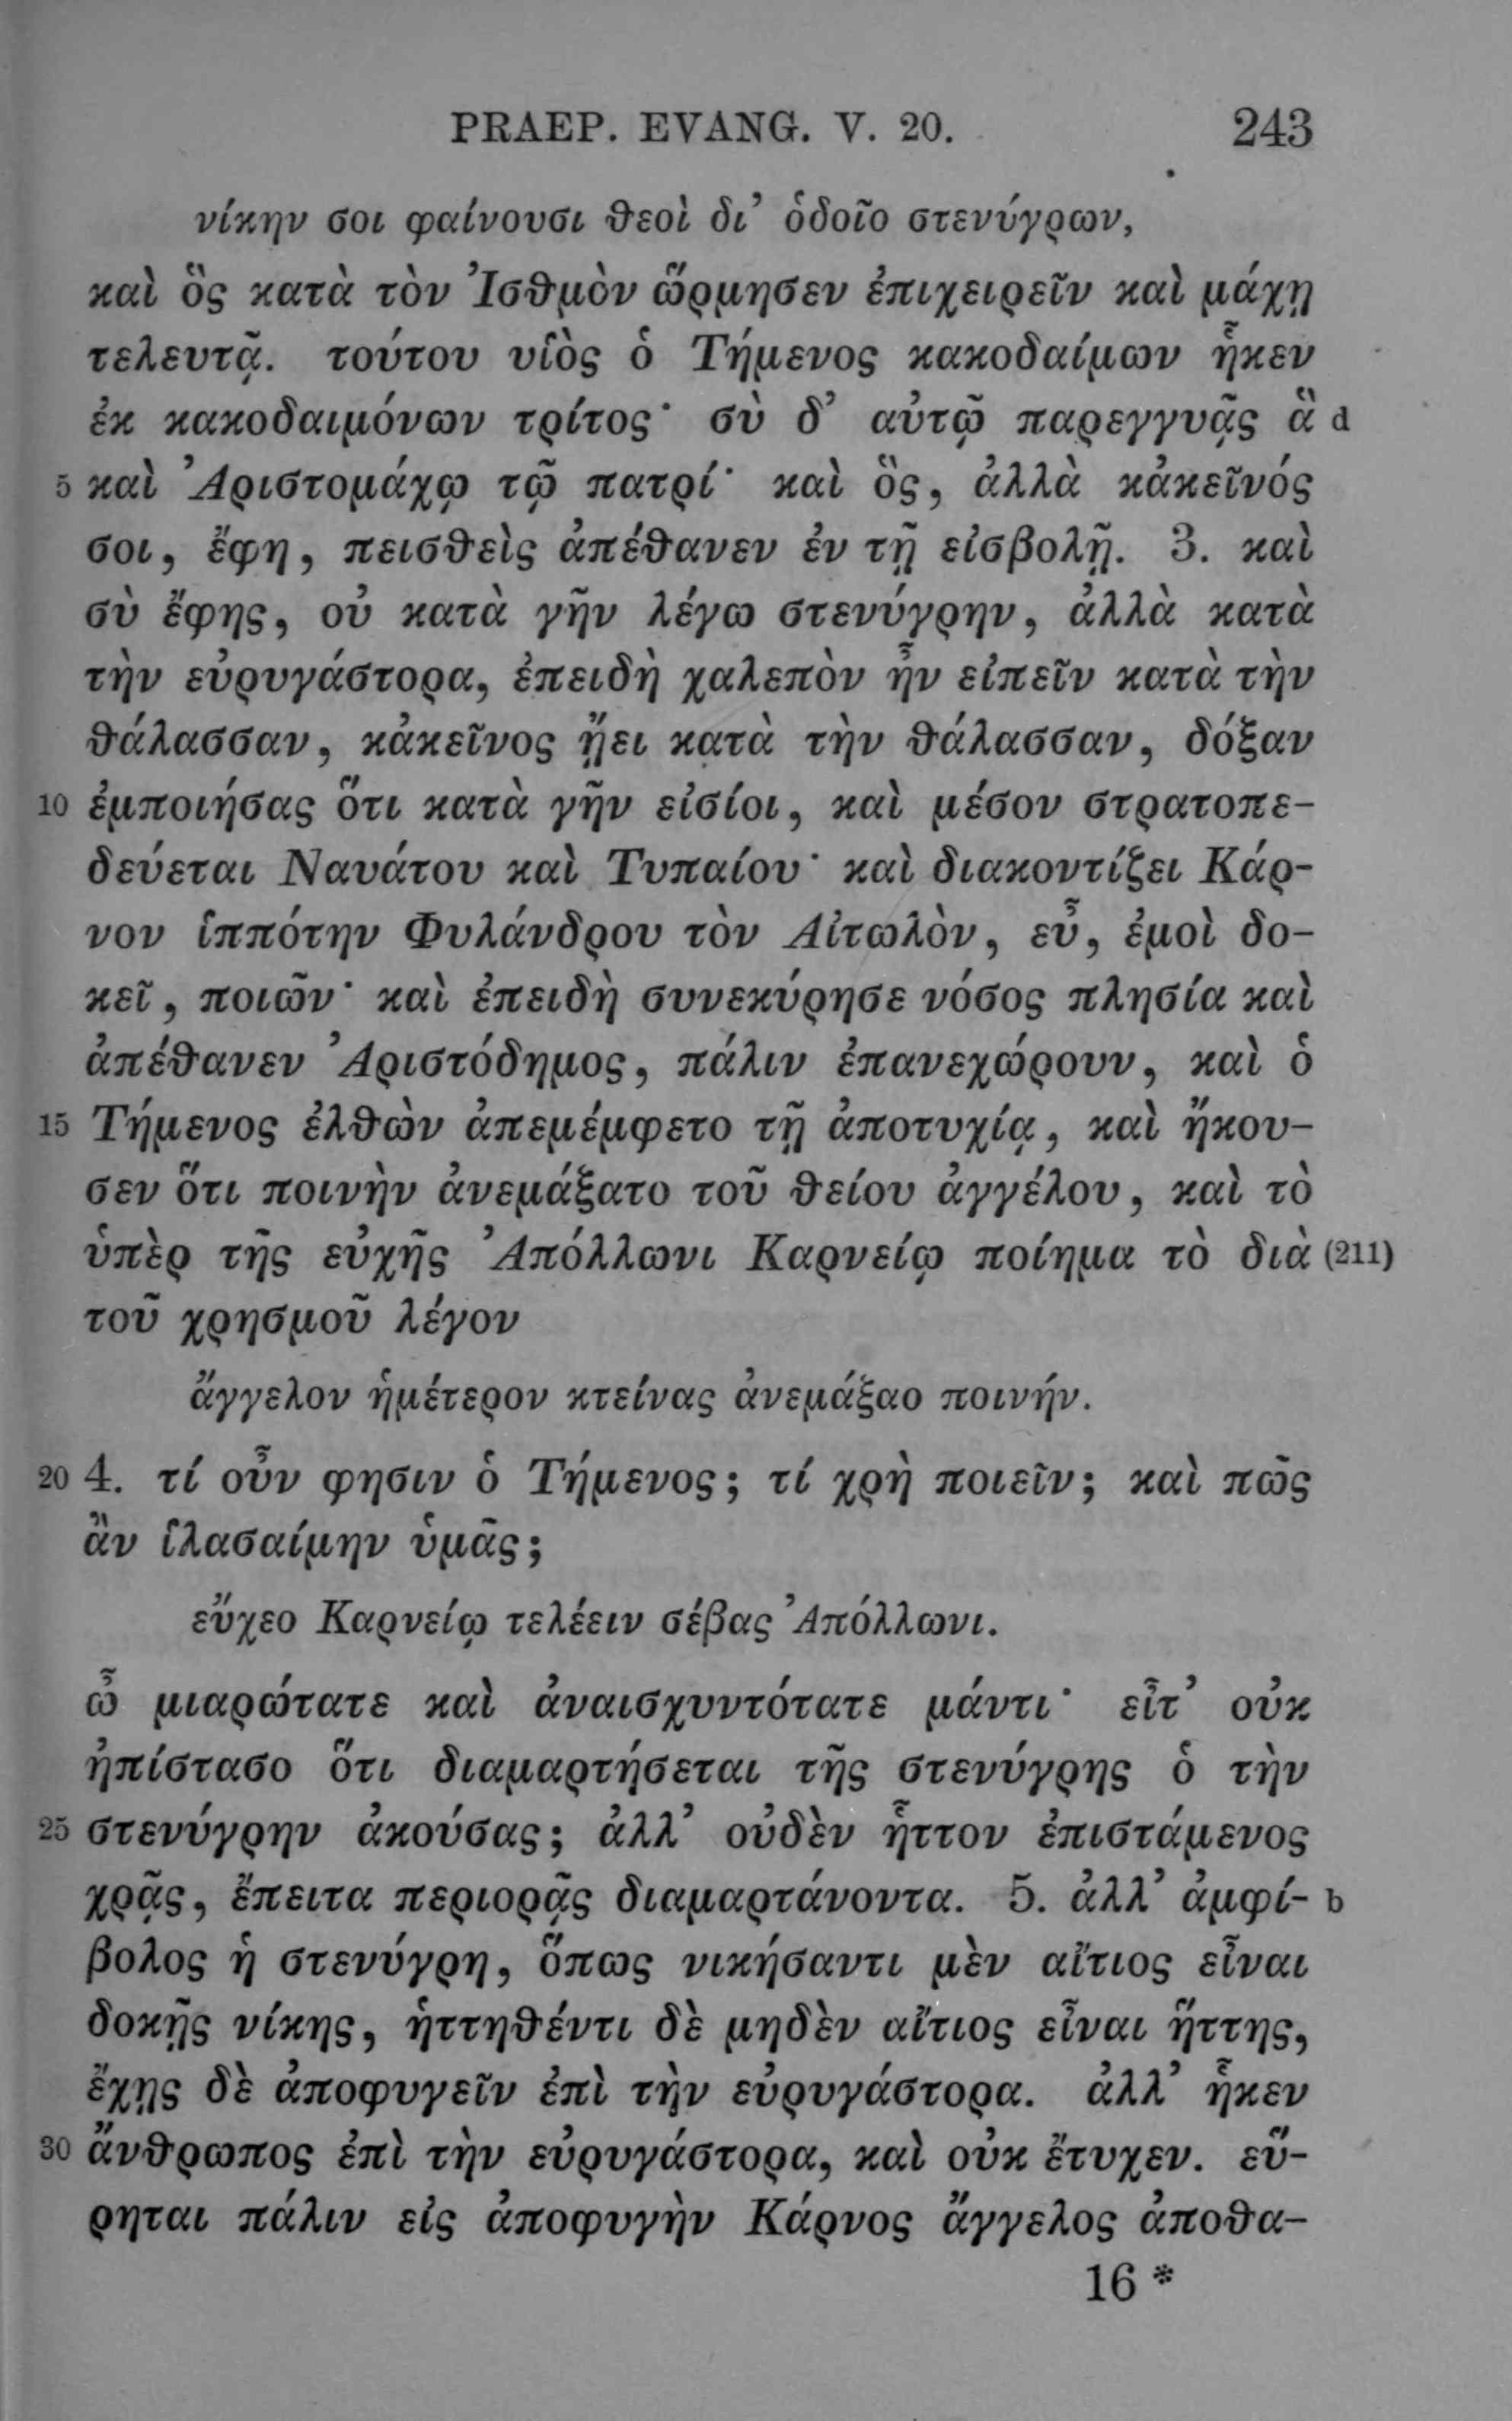 PRAEP. EVANG. V. 20. 243
νίκην σοι φαίνουσι θεοὶ δι’ ὁδοῖο στενύγρων,
καὶ ὃς κατὰ τὸν Ἰσθμὸν ὥρμησεν ἐπιχειρεῖν καὶ μάχῃ
τελευτᾷ. τούτου υἱὸς ὁ Τήμενος κακοδαίμων ἧκεν
ἐκ κακοδαιμόνων τρίτος· σὺ δ’ αὐτῷ παρεγγυᾷς ἃ d
5 καὶ Ἀριστομάχῳ τῷ πατρί· καὶ ὃς, ἀλλὰ κἀκεῖνός
σοι, ἔφη, πεισθεὶς ἀπέθανεν ἐν τῇ εἰσβολῇ. 3. καὶ
σὺ ἔφης, οὐ κατὰ γῆν λέγω στενύγρην, ἀλλὰ κατὰ
τὴν εὐρυγάστορα, ἐπειδὴ χαλεπὸν ἦν εἰπεῖν κατὰ τὴν
θάλασσαν, κἀκεῖνος ᾔει κατὰ τὴν θάλασσαν, δόξαν
10 ἐμποιήσας ὅτι κατὰ γῆν εἰσίοι, καὶ μέσον στρατοπε-
δεύεται Ναυάτου καὶ Τυπαίου· καὶ διακοντίζει Κάρ-
νον ἱππότην Φυλάνδρου τὸν Αἰτωλὸν, εὖ, ἐμοὶ δο-
κεῖ, ποιῶν· καὶ ἐπειδὴ συνεκύρησε νόσος πλησία καὶ
ἀπέθανεν Ἀριστόδημος, πάλιν ἐπανεχώρουν, καὶ ὁ
15 Τήμενος ἐλθὼν ἀπεμέμφετο τῇ ἀποτυχίᾳ, καὶ ἤκου-
σεν ὅτι ποινὴν ἀνεμάξατο τοῦ θείου ἀγγέλου, καὶ τὸ
ὑπὲρ τῆς εὐχῆς Ἀπόλλωνι Καρνείῳ ποίημα τὸ διὰ (211)
τοῦ χρησμοῦ λέγον
ἄγγελον ἡμέτερον κτείνας ἀνεμάξαο ποινήν.
20 4. τί οὖν φησιν ὁ Τήμενος; τί χρὴ ποιεῖν; καὶ πῶς
ἂν ἱλασαίμην ὑμᾶς;
εὔχεο Καρνείῳ τελέειν σέβας Ἀπόλλωνι.
ὦ μιαρώτατε καὶ ἀναισχυντότατε μάντι· εἶτ’ οὐκ
ἠπίστασο ὅτι διαμαρτήσεται τῆς στενύγρης ὁ τὴν
25 στενύγρην ἀκούσας; ἀλλ’ οὐδὲν ἧττον ἐπιστάμενος
χρᾷς, ἔπειτα περιορᾷς διαμαρτάνοντα. 5. ἀλλ’ ἀμφί- b
βολος ἡ στενύγρη, ὅπως νικήσαντι μὲν αἴτιος εἶναι
δοκῇς νίκης, ἡττηθέντι δὲ μηδὲν αἴτιος εἶναι ἥττης,
ἔχῃς δὲ ἀποφυγεῖν ἐπὶ τὴν εὐρυγάστορα. ἀλλ’ ἧκεν
30 ἄνθρωπος ἐπὶ τὴν εὐρυγάστορα, καὶ οὐκ ἔτυχεν. εὕ-
ρηται πάλιν εἰς ἀποφυγὴν Κάρνος ἄγγελος ἀποθα-
16 *